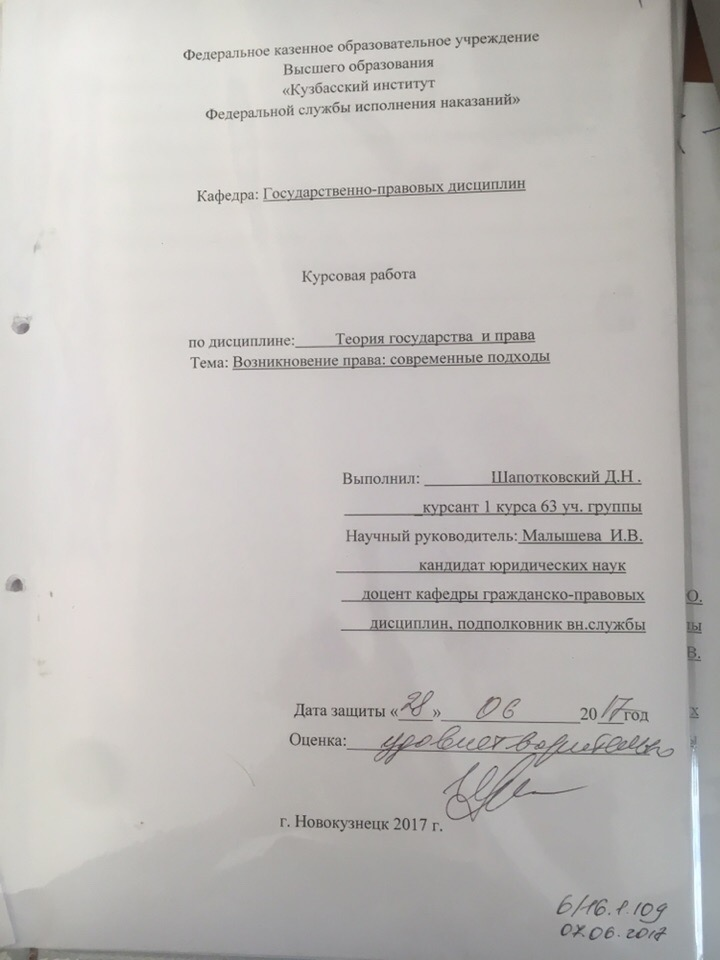 Федеральное казенное образовательное учреждение
Высшего образования
«Кузбасский институт
Федеральной службы исполнения наказаний»
Кафедра: Государственно-правовых дисциплин
Курсовая работа
по дисциплине: Теория государства и права
Тема: Возникновение права: современные подходы
Выполнил: Шапотковский Д.Н .
курсант 1 курса 63 уч. группы
Научный руководитель: Малышева И.В.
кандидат юридических наук
доцент кафедры гражданско-правовых
дисциплин, подполковник вн.службы
Дата защиты «28» 06 2017год
Оценка: удовлетворительно
г. Новокузнецк 2017 г.
6/16.1.109
07.06.2017
О.
В.